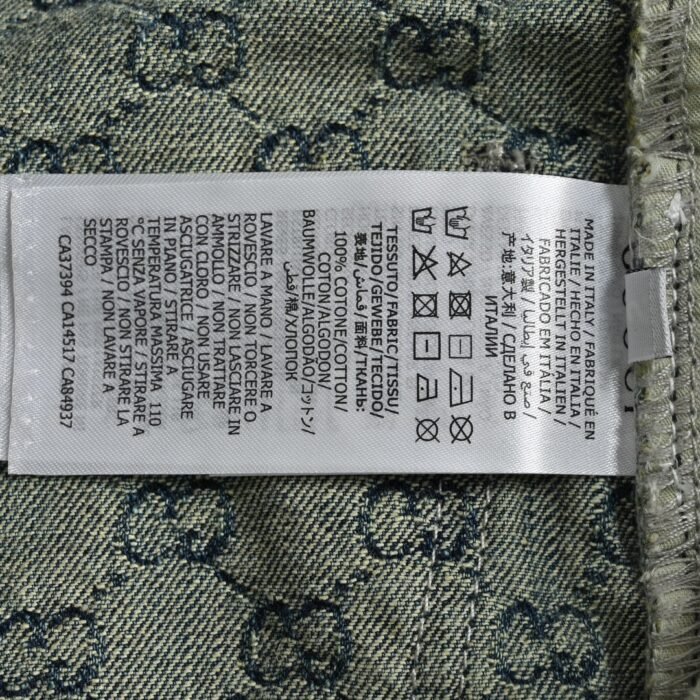 MADE IN ITALY / FABRIQUÉ EN
ITALIE / HECHO EN ITALIA /
HERGESTELLT IN ITALIEN /
FABRICADO EM ITÁLIA /
イタリア製 / صنع في إيطاليا /
产地:意大利 / СДЕЛАНО В
ИТАЛИИ
TESSUTO/FABRIC/TISSU/
TEJIDO/GEWEBE/TECIDO/
表地/قماش/面料/ТКАНЬ:
100% COTONE/COTTON/
COTON/ALGODON/
BAUMWOLLE/ALGODÃO/コットン/
قطن/棉/ХЛОПОК
LAVARE A MANO / LAVARE A
ROVESCIO / NON TORCERE O
STRIZZARE / NON LASCIARE IN
AMMOLLO / NON TRATTARE
CON CLORO / NON USARE
ASCIUGATRICE / ASCIUGARE
IN PIANO / STIRARE A
TEMPERATURA MASSIMA 110
°C SENZA VAPORE / STIRARE A
ROVESCIO / NON STIRARE LA
STAMPA / NON LAVARE A
SECCO
CA37394 CA14517 CA84937